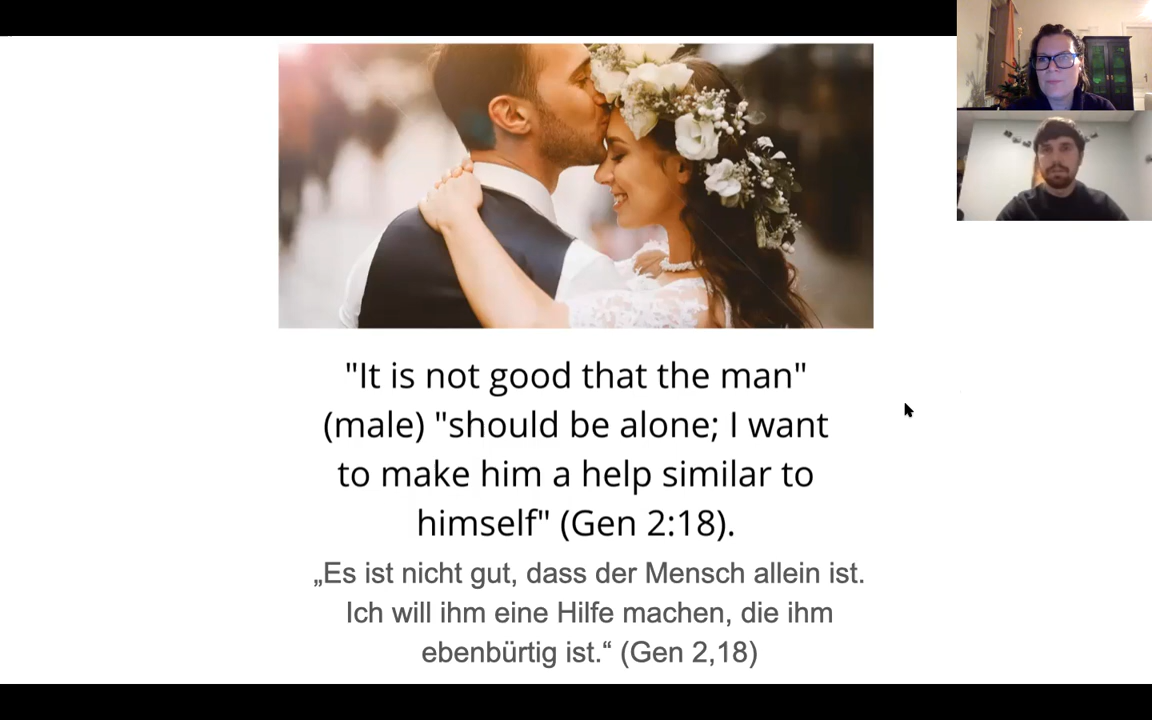 "It is not good that the man"
(male) "should be alone; I want
to make him a help similar to
himself" (Gen 2:18).
„Es ist nicht gut, dass der Mensch allein ist.
Ich will ihm eine Hilfe machen, die ihm
ebenbürtig ist.“ (Gen 2,18)